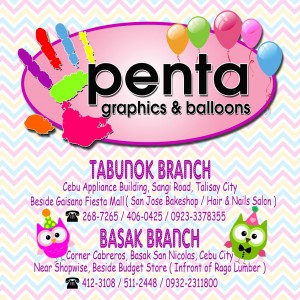 penta
graphics & balloons
TABUNOK BRANCH
Cebu Appliance Building, Sangi Road, Talisay City
Beside Gaisano Fiesta Mall ( San Jose Bakeshop / Hair & Nails Salon )
☎ 268-7265 / 406-0425 / 0923-3378355
BASAK BRANCH
Corner Cabreros, Basak San Nicolas, Cebu City
Near Shopwise, Beside Budget Store ( Infront of Raga Lumber )
☎ 412-3108 / 511-2448 / 0932-2311800